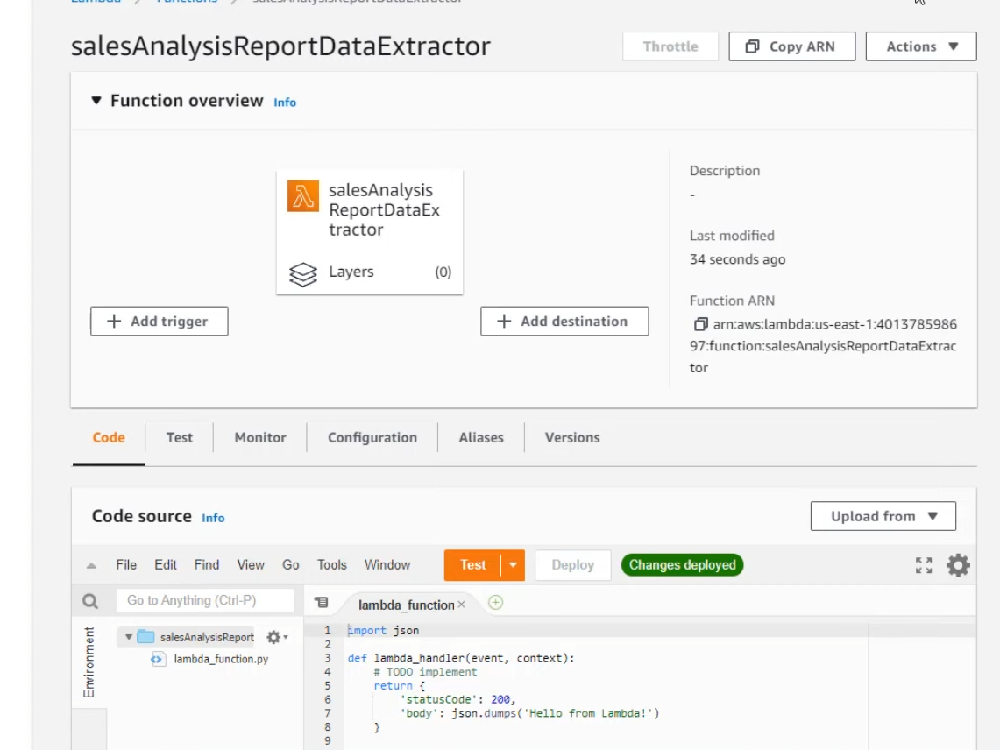 Lambda > Functions > salesAnalysisReportDataExtractor
salesAnalysisReportDataExtractor
Throttle
Copy ARN
Actions ▼
▼ Function overview Info
salesAnalysis
ReportDataEx
tractor
Layers (0)
+ Add trigger
+ Add destination
Description
-
Last modified
34 seconds ago
Function ARN
arn:aws:lambda:us-east-1:4013785986
97:function:salesAnalysisReportDataExtrac
tor
Code
Test
Monitor
Configuration
Aliases
Versions
Code source Info
Upload from ▼
File Edit Find View Go Tools Window
Test
Deploy
Changes deployed
Go to Anything (Ctrl-P)
lambda_function ×
Environment
salesAnalysisReport
lambda_function.py
1 import json
2
3 def lambda_handler(event, context):
4     # TODO implement
5     return {
6         'statusCode': 200,
7         'body': json.dumps('Hello from Lambda!')
8     }
9